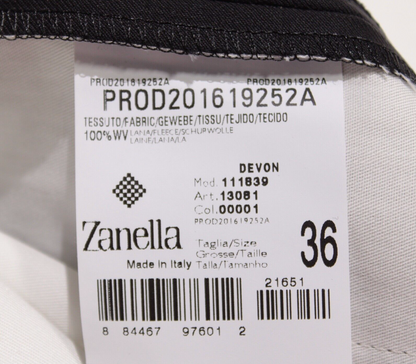 PROD201619252A PROD201619252A
PROD201619252A
TESSUTO/FABRIC/GEWEBE/TISSU/TEJIDO/TECIDO
100%WV LANA/FLEECE/SCHURWOLLE
LAINE/LANA/LA
DEVON
Mod. 111839
Art. 13081
Col. 00001
PROD201619252A
Zanella
Taglia/Size
Grosse/Taille
Talla/Tamanho
36
Made in Italy
21651
8 84467 97601 2